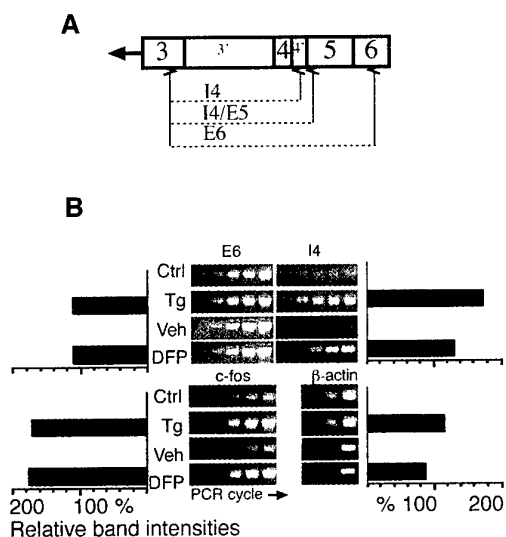 A
3 3' 4 4' 5 6
I4
I4/E5
E6
B
E6 I4
Ctrl
Tg
Veh
DFP
c-fos β-actin
Ctrl
Tg
Veh
DFP
PCR cycle →
200 100 % % 100 200
Relative band intensities